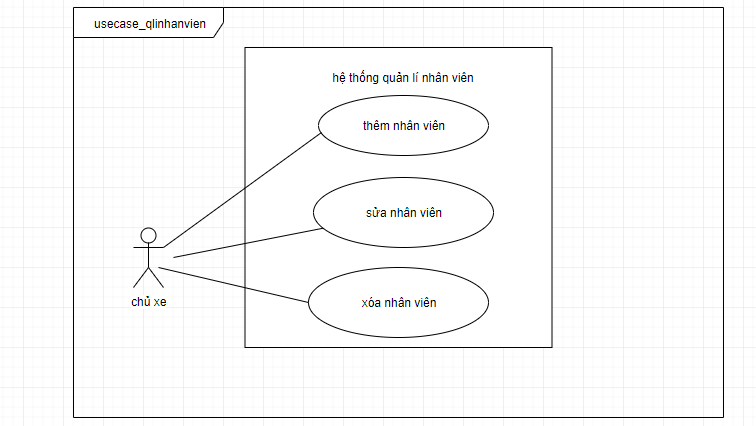 usecase_qlinhanvien
hệ thống quản lí nhân viên
thêm nhân viên
sửa nhân viên
chủ xe
xóa nhân viên